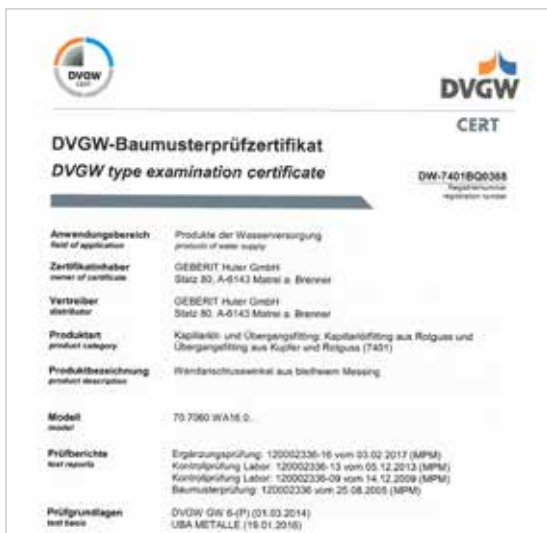 DVGW
CERT
DVGW
CERT
DVGW-Baumusterprüfzertifikat
DVGW type examination certificate
DW-7401BQ0368
Registriernummer
registration number
Anwendungsbereich
field of application
Produkte der Wasserversorgung
products of water supply
Zertifikatinhaber
owner of certificate
GEBERIT Huter GmbH
Statz 80, A-6143 Matrei a. Brenner
Vertreiber
distributor
GEBERIT Huter GmbH
Statz 80, A-6143 Matrei a. Brenner
Produktart
product category
Kapillarlöt- und Übergangsfitting: Kapillarlötfitting aus Rotguss und
Übergangsfitting aus Kupfer und Rotguss (7401)
Produktbezeichnung
product description
Wandanschlusswinkel aus bleifreiem Messing
Modell
model
70.7060.WA16.0..
Prüfberichte
test reports
Ergänzungsprüfung: 120002336-16 vom 03.02.2017 (MPM)
Kontrollprüfung Labor: 120002336-13 vom 05.12.2013 (MPM)
Kontrollprüfung Labor: 120002336-09 vom 14.12.2009 (MPM)
Baumusterprüfung: 120002336 vom 25.08.2005 (MPM)
Prüfgrundlagen
test basis
DVGW GW 6-(P) (01.03.2014)
UBA METALLE (19.01.2016)